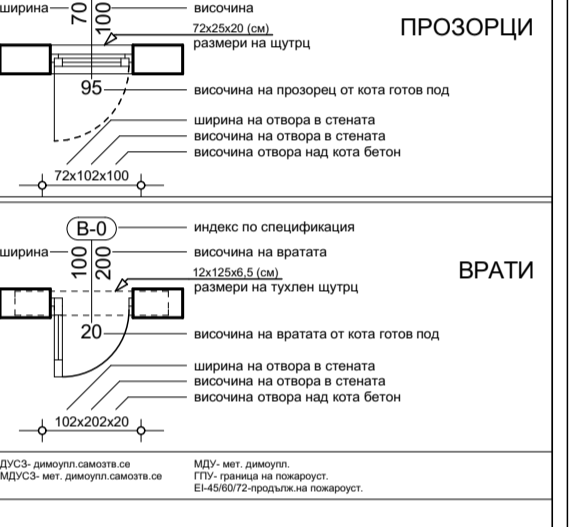 ширина
70
100
височина
72x25x20 (см)
размери на щутрц
ПРОЗОРЦИ
95
височина на прозорец от кота готов под
ширина на отвора в стената
височина на отвора в стената
височина отвора над кота бетон
72x102x100
В-0
индекс по спецификация
ширина
100
200
височина на вратата
12x125x6,5 (см)
размери на тухлен щутрц
ВРАТИ
20
височина на вратата от кота готов под
ширина на отвора в стената
височина на отвора в стената
височина отвора над кота бетон
102x202x20
ДУСЗ- димоупл.самозтв.се
МДУСЗ- мет. димоупл.самозтв.се
МДУ- мет. димоупл.
ГПУ- граница на пожароуст.
EI-45/60/72-продълж.на пожароуст.